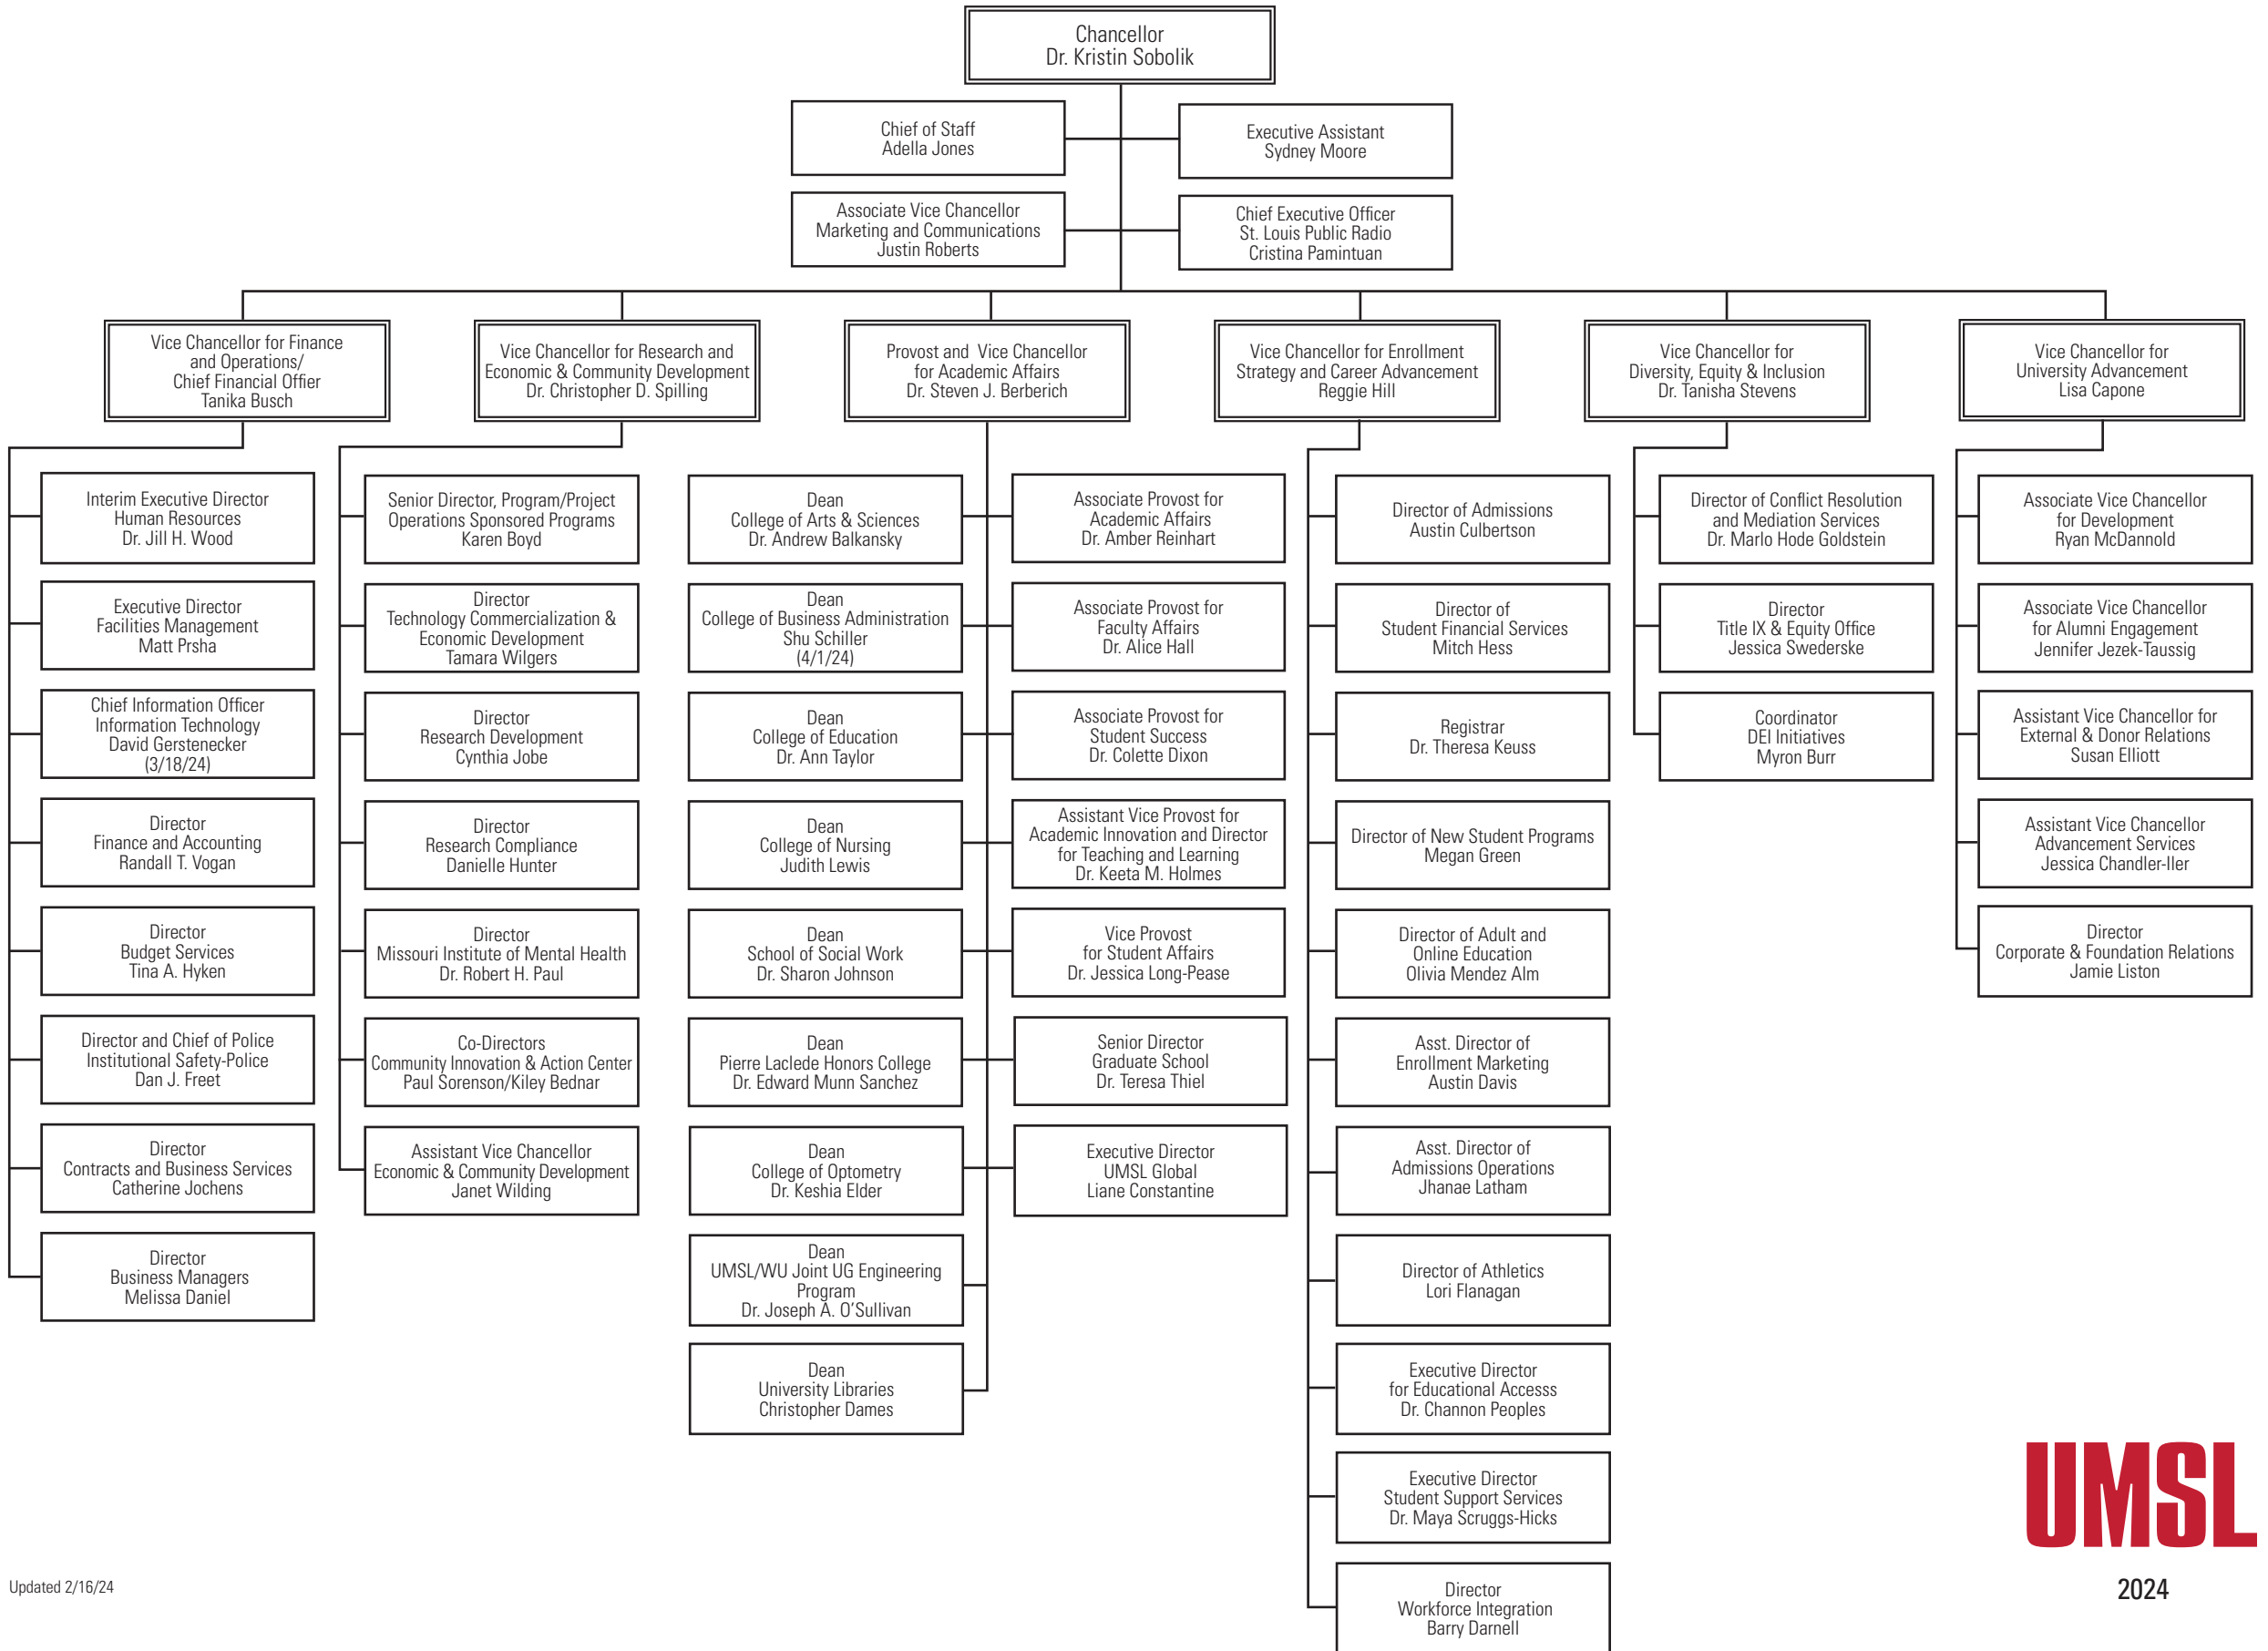 Chancellor
Dr. Kristin Sobolik
Chief of Staff
Adella Jones
Executive Assistant
Sydney Moore
Associate Vice Chancellor
Marketing and Communications
Justin Roberts
Chief Executive Officer
St. Louis Public Radio
Cristina Pamintuan
Vice Chancellor for Finance
and Operations/
Chief Financial Offier
Tanika Busch
Vice Chancellor for Research and
Economic & Community Development
Dr. Christopher D. Spilling
Provost and Vice Chancellor
for Academic Affairs
Dr. Steven J. Berberich
Vice Chancellor for Enrollment
Strategy and Career Advancement
Reggie Hill
Vice Chancellor for
Diversity, Equity & Inclusion
Dr. Tanisha Stevens
Vice Chancellor for
University Advancement
Lisa Capone
Interim Executive Director
Human Resources
Dr. Jill H. Wood
Executive Director
Facilities Management
Matt Prsha
Chief Information Officer
Information Technology
David Gerstenecker
(3/18/24)
Director
Finance and Accounting
Randall T. Vogan
Director
Budget Services
Tina A. Hyken
Director and Chief of Police
Institutional Safety-Police
Dan J. Freet
Director
Contracts and Business Services
Catherine Jochens
Director
Business Managers
Melissa Daniel
Senior Director, Program/Project
Operations Sponsored Programs
Karen Boyd
Director
Technology Commercialization &
Economic Development
Tamara Wilgers
Director
Research Development
Cynthia Jobe
Director
Research Compliance
Danielle Hunter
Director
Missouri Institute of Mental Health
Dr. Robert H. Paul
Co-Directors
Community Innovation & Action Center
Paul Sorenson/Kiley Bednar
Assistant Vice Chancellor
Economic & Community Development
Janet Wilding
Dean
College of Arts & Sciences
Dr. Andrew Balkansky
Dean
College of Business Administration
Shu Schiller
(4/1/24)
Dean
College of Education
Dr. Ann Taylor
Dean
College of Nursing
Judith Lewis
Dean
School of Social Work
Dr. Sharon Johnson
Dean
Pierre Laclede Honors College
Dr. Edward Munn Sanchez
Dean
College of Optometry
Dr. Keshia Elder
Dean
UMSL/WU Joint UG Engineering
Program
Dr. Joseph A. O'Sullivan
Dean
University Libraries
Christopher Dames
Associate Provost for
Academic Affairs
Dr. Amber Reinhart
Associate Provost for
Faculty Affairs
Dr. Alice Hall
Associate Provost for
Student Success
Dr. Colette Dixon
Assistant Vice Provost for
Academic Innovation and Director
for Teaching and Learning
Dr. Keeta M. Holmes
Vice Provost
for Student Affairs
Dr. Jessica Long-Pease
Senior Director
Graduate School
Dr. Teresa Thiel
Executive Director
UMSL Global
Liane Constantine
Director of Admissions
Austin Culbertson
Director of
Student Financial Services
Mitch Hess
Registrar
Dr. Theresa Keuss
Director of New Student Programs
Megan Green
Director of Adult and
Online Education
Olivia Mendez Alm
Asst. Director of
Enrollment Marketing
Austin Davis
Asst. Director of
Admissions Operations
Jhanae Latham
Director of Athletics
Lori Flanagan
Executive Director
for Educational Accesss
Dr. Channon Peoples
Executive Director
Student Support Services
Dr. Maya Scruggs-Hicks
Director
Workforce Integration
Barry Darnell
Director of Conflict Resolution
and Mediation Services
Dr. Marlo Hode Goldstein
Director
Title IX & Equity Office
Jessica Swederske
Coordinator
DEI Initiatives
Myron Burr
Associate Vice Chancellor
for Development
Ryan McDannold
Associate Vice Chancellor
for Alumni Engagement
Jennifer Jezek-Taussig
Assistant Vice Chancellor for
External & Donor Relations
Susan Elliott
Assistant Vice Chancellor
Advancement Services
Jessica Chandler-Iler
Director
Corporate & Foundation Relations
Jamie Liston
UMSL
2024
Updated 2/16/24